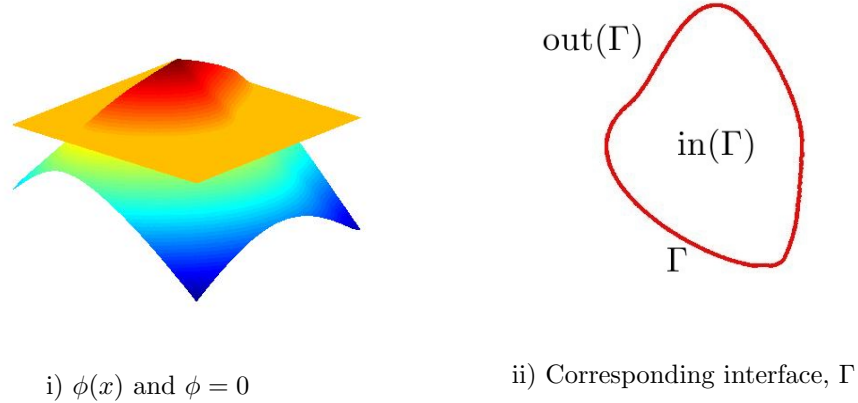 out(Γ)
in(Γ)
Γ
i) ϕ(x) and ϕ = 0
ii) Corresponding interface, Γ